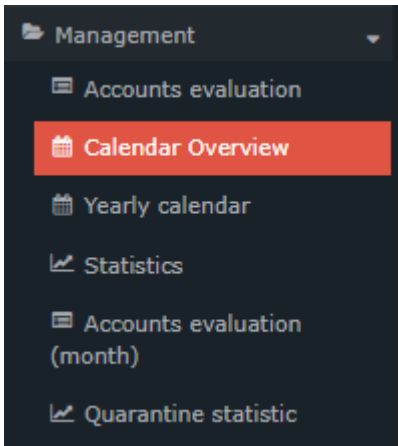 Management
Accounts evaluation
Calendar Overview
Yearly calendar
Statistics
Accounts evaluation
(month)
Quarantine statistic